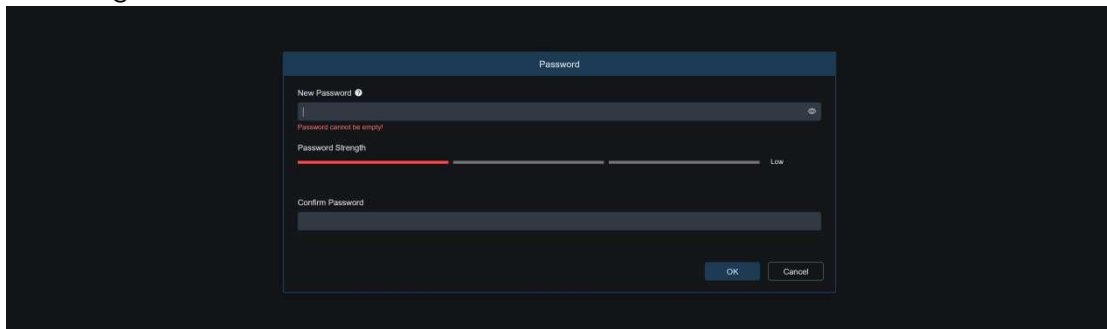 Password
New Password
Password cannot be empty!
Password Strength
Low
Confirm Password
OK Cancel